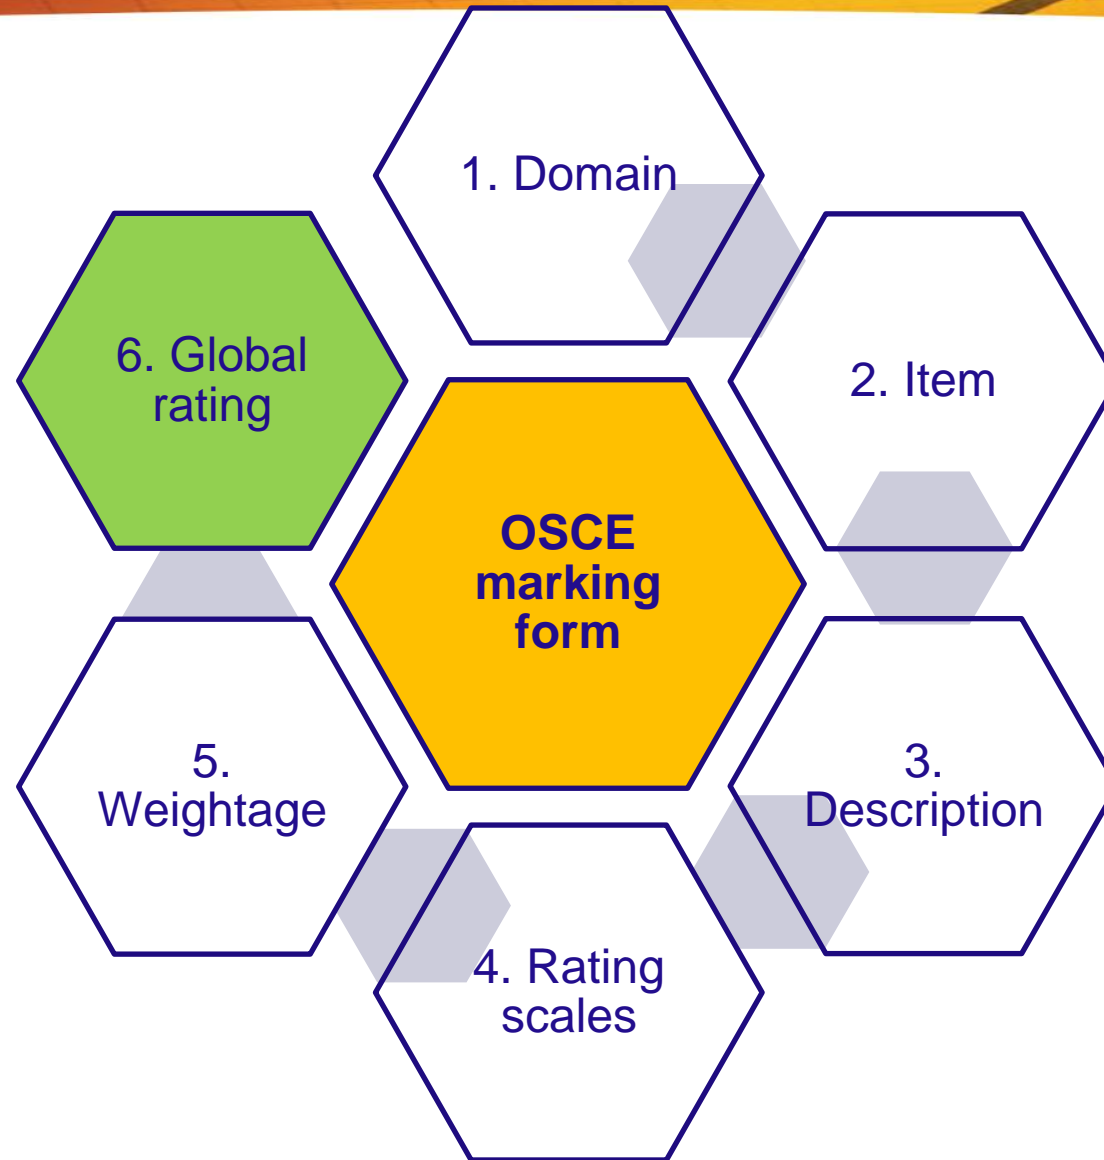 1. Domain
2. Item
3.
Description
4. Rating
scales
5.
Weightage
6. Global
rating
OSCE
marking
form